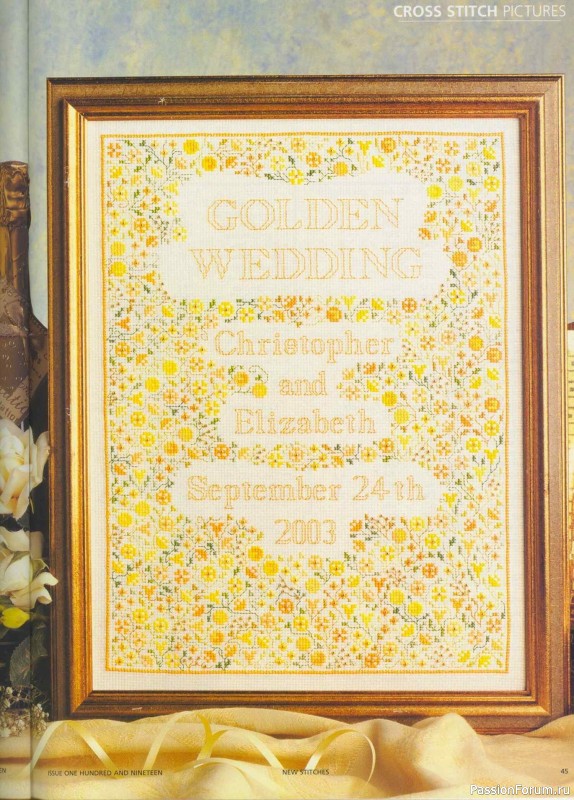 CROSS STITCH PICTURES
GOLDEN
WEDDING
Christopher
and
Elizabeth
September 24th
2003
EN
ISSUE ONE HUNDRED AND NINETEEN
NEW STITCHES
45
PassionForum.ru